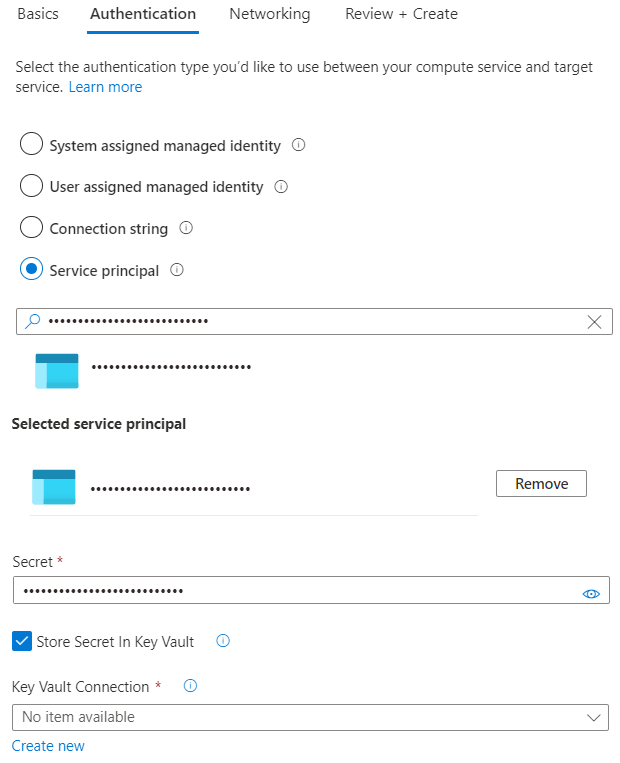 Basics Authentication Networking Review + Create
Select the authentication type you'd like to use between your compute service and target
service. Learn more
System assigned managed identity
User assigned managed identity
Connection string
Service principal
•••••••••••••••••••••••••••
•••••••••••••••••••••••••••
Selected service principal
•••••••••••••••••••••••••••
Remove
Secret *
•••••••••••••••••••••••••••
Store Secret In Key Vault
Key Vault Connection *
No item available
Create new